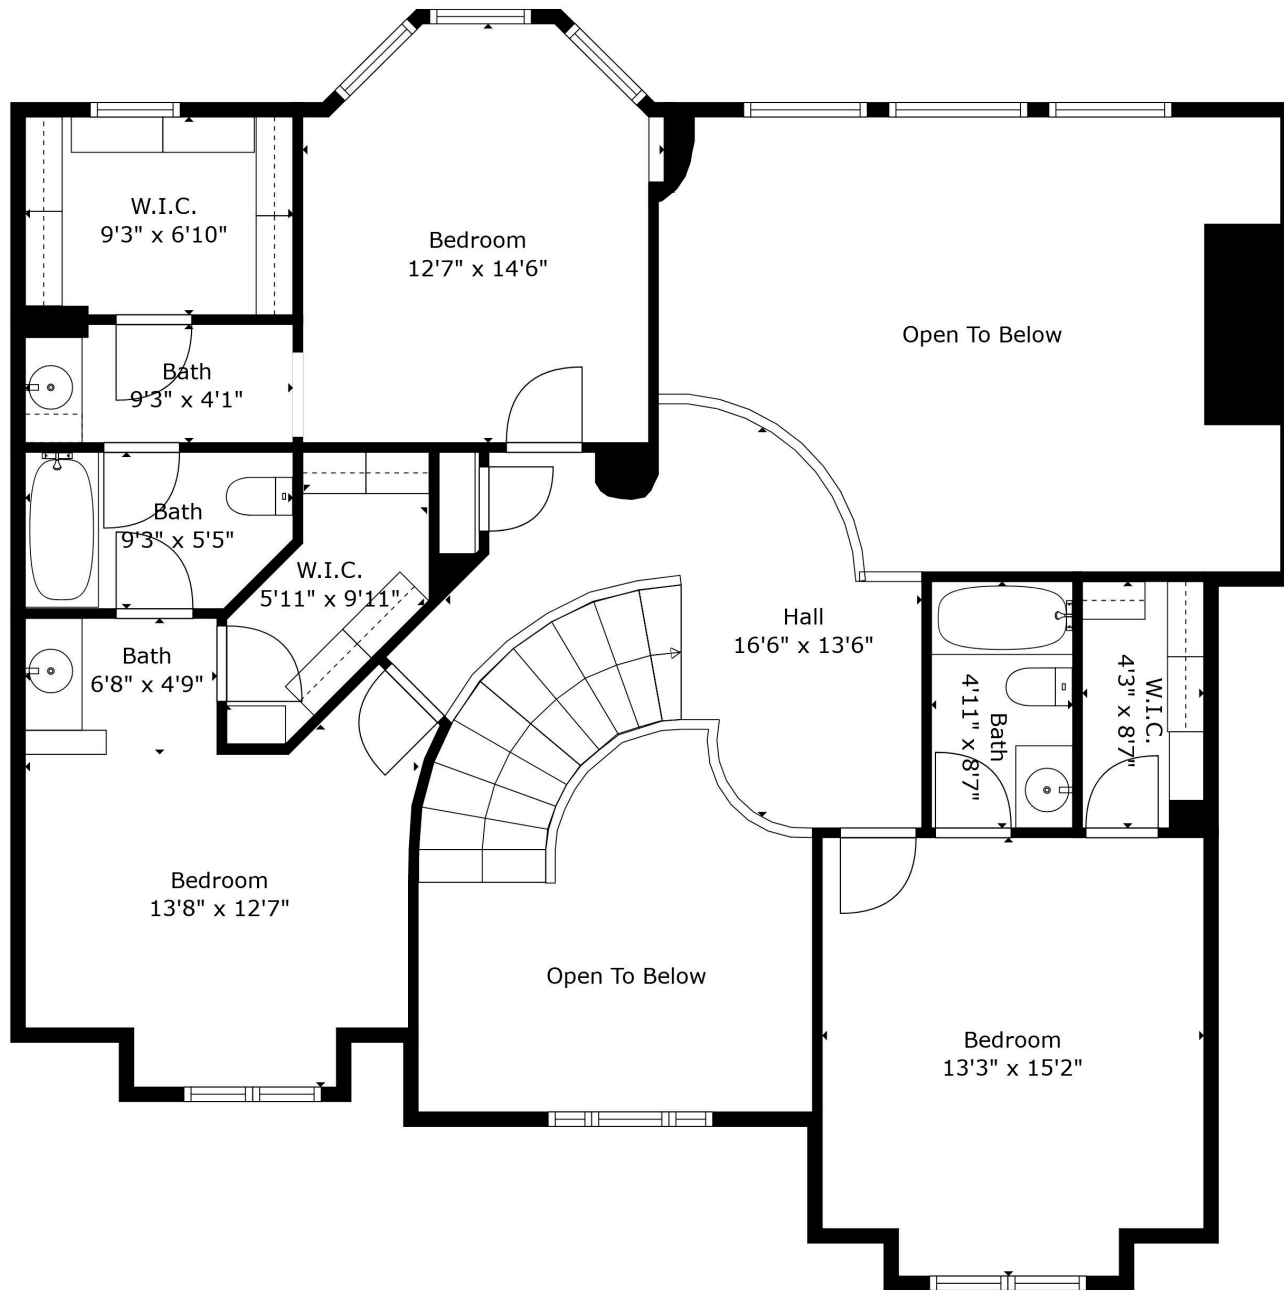 W.I.C.
9'3" x 6'10"
Bedroom
12'7" x 14'6"
Open To Below
Bath
9'3" x 4'1"
Bath
9'3" x 5'5"
W.I.C.
5'11" x 9'11"
Hall
16'6" x 13'6"
Bath
6'8" x 4'9"
Bath
4'11" x 8'7"
W.I.C.
4'3" x 8'7"
Bedroom
13'8" x 12'7"
Open To Below
Bedroom
13'3" x 15'2"